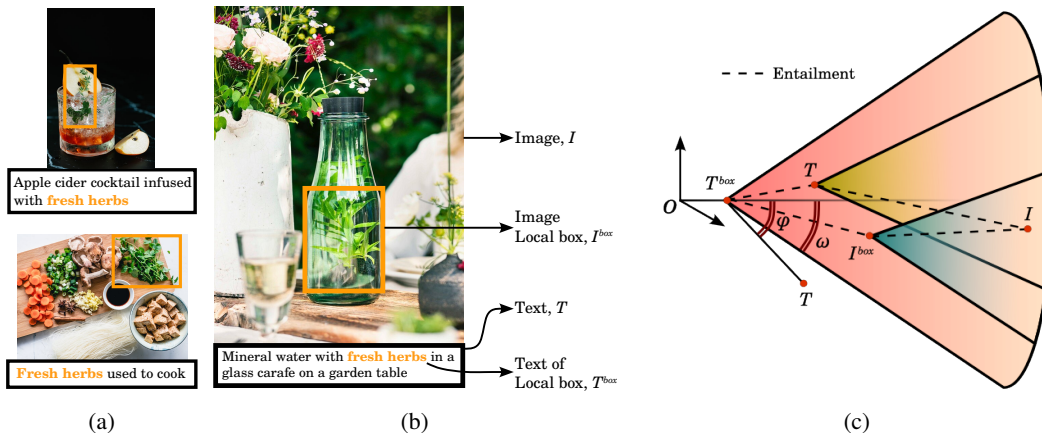 Apple cider cocktail infused
with fresh herbs
Fresh herbs used to cook
(a)
Image, I
Image
Local box, I^box
Text, T
Mineral water with fresh herbs in a
glass carafe on a garden table
Text of
Local box, T^box
(b)
Entailment
T
T^box
O
φ
ω
I^box
I
T
(c)